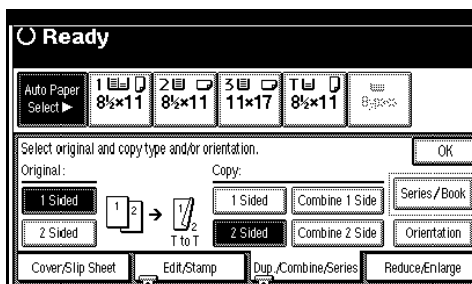 Ready
Auto Paper Select ►
1 8½×11
2 8½×11
3 11×17
T 8½×11
Select original and copy type and/or orientation.
OK
Original:
Copy:
1 Sided
1 2
1 2
T to T
1 Sided
Combine 1 Side
Series/Book
2 Sided
2 Sided
Combine 2 Side
Orientation
Cover/Slip Sheet
Edit/Stamp
Dup./Combine/Series
Reduce/Enlarge